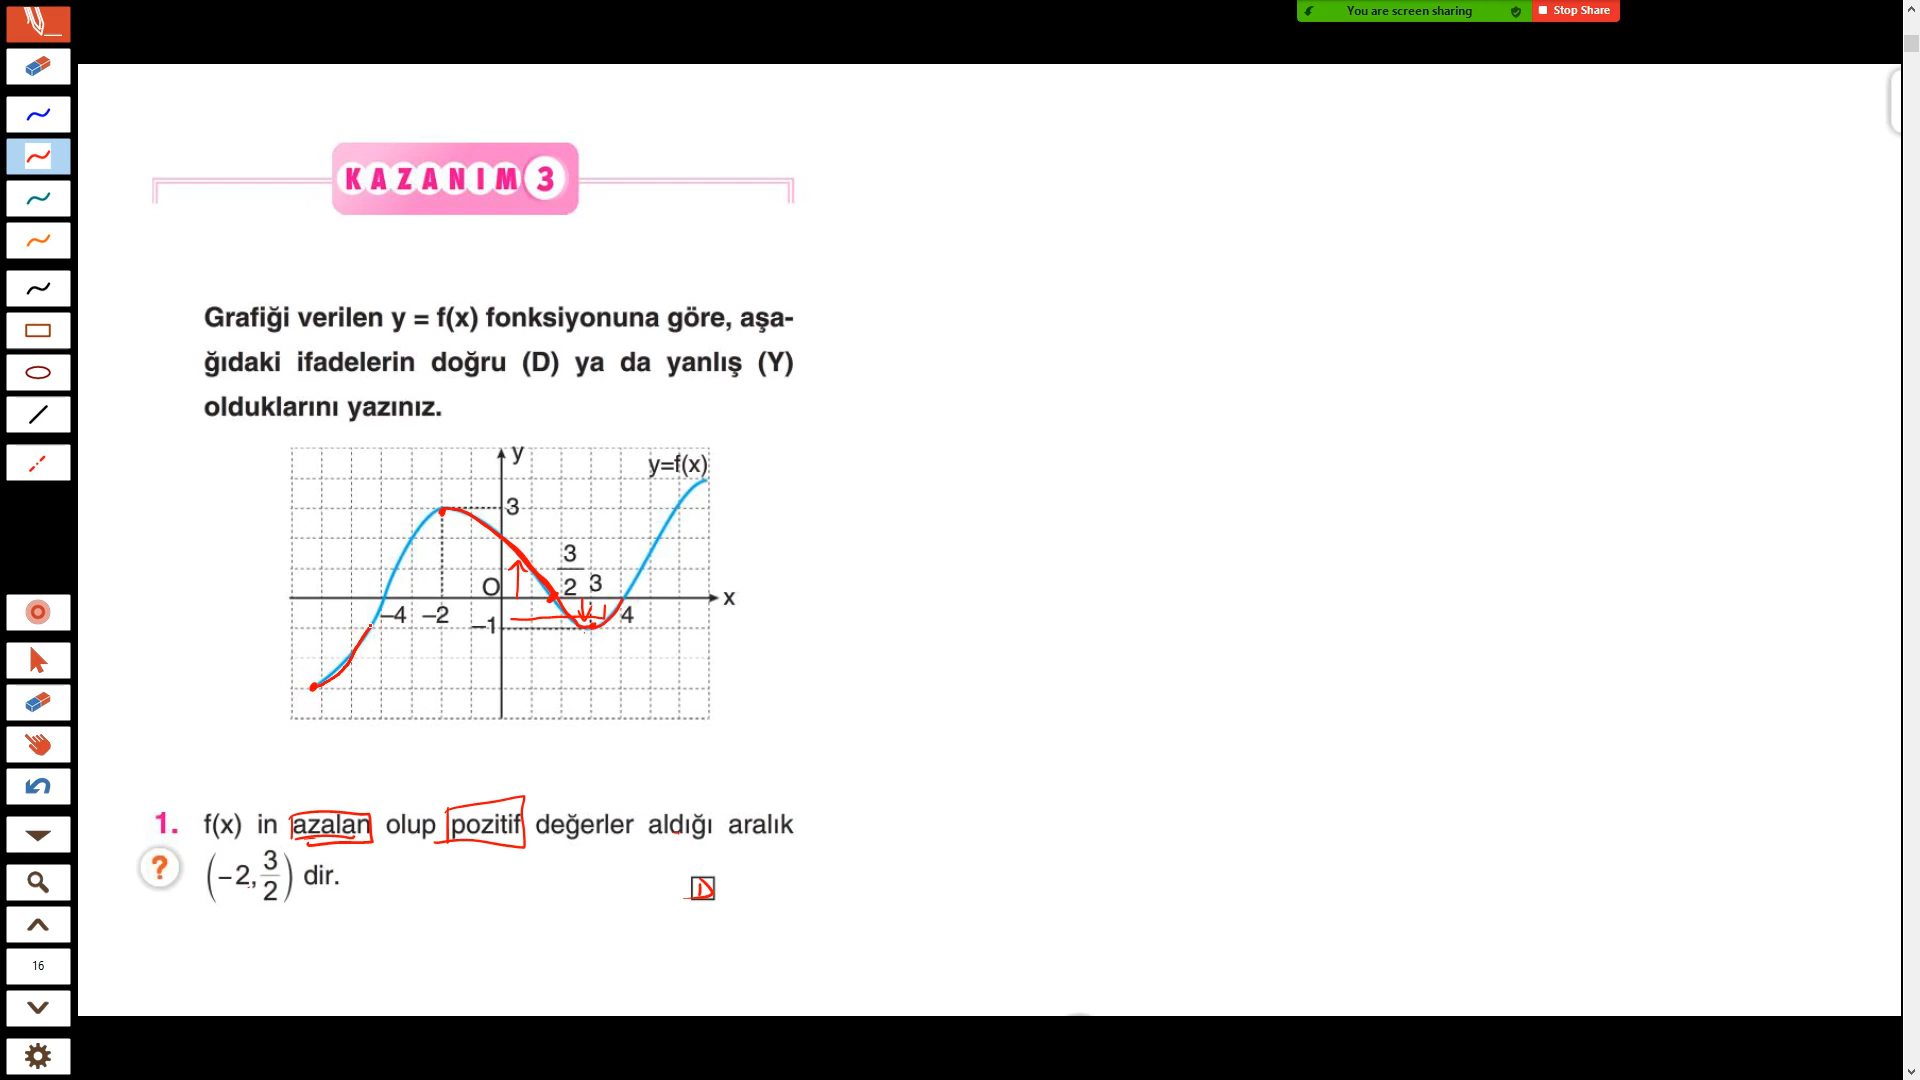 You are screen sharing
Stop Share
KAZANIM 3
Grafiği verilen y = f(x) fonksiyonuna göre, aşa-
ğıdaki ifadelerin doğru (D) ya da yanlış (Y)
olduklarını yazınız.
y
y=f(x)
3
3
2
3
O
x
–4
–2
–1
4
1. f(x) in azalan olup pozitif değerler aldığı aralık
?
(–2, 3/2) dir.
D
16